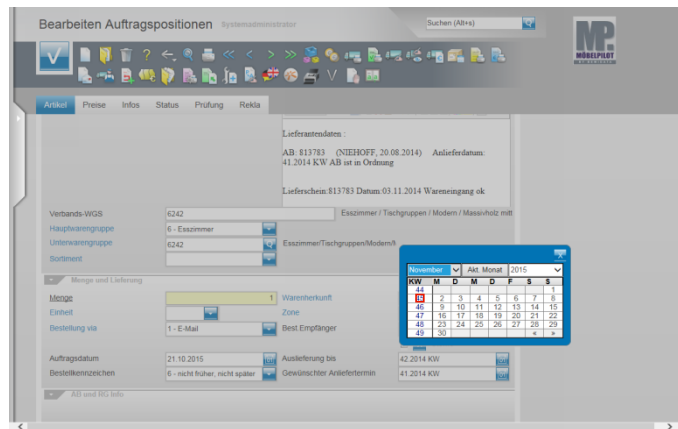 Bearbeiten Auftragspositionen Systemadministrator
Suchen (Alt+s)
MP.
MÖBELPILOT
Artikel Preise Infos Status Prüfung Rekla
Lieferantendaten :
AB: 813783 (NIEHOFF, 20.08.2014) Anlieferdatum:
41.2014 KW AB ist in Ordnung
Lieferschein:813783 Datum:03.11.2014 Wareneingang ok
Verbands-WGS 6242 Esszimmer / Tischgruppen / Modern / Massivholz mitt
Hauptwarengruppe 6 - Esszimmer
Unterwarengruppe 6242 Esszimmer/Tischgruppen/Modern/M
Sortiment
Menge und Lieferung
Menge 1 Warenherkunft
Einheit Zone
Bestellung via 1 - E-Mail Best.Empfänger
Auftragsdatum 21.10.2015 Auslieferung bis 42.2014 KW
Bestellkennzeichen 6 - nicht früher, nicht später Gewünschter Anliefertermin 41.2014 KW
AB und RG Info
November Akt. Monat 2015
KW M D M D F S S
44 1
45 2 3 4 5 6 7 8
46 9 10 11 12 13 14 15
47 16 17 18 19 20 21 22
48 23 24 25 26 27 28 29
49 30 « »